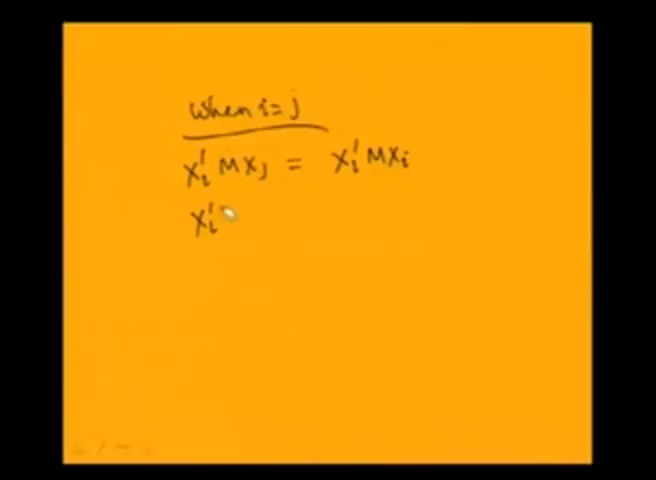 when i = j
Xi' M Xj = Xi' M Xi
Xi'